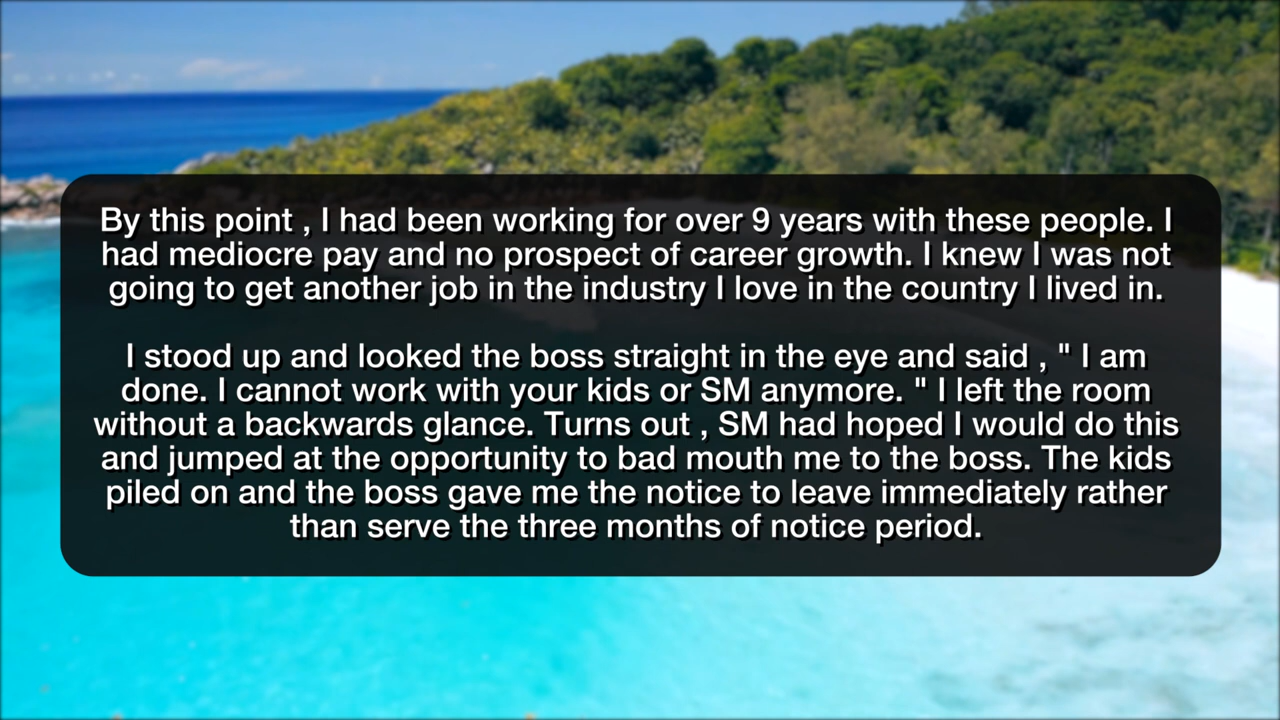 By this point , I had been working for over 9 years with these people. I
had mediocre pay and no prospect of career growth. I knew I was not
going to get another job in the industry I love in the country I lived in.
I stood up and looked the boss straight in the eye and said , " I am
done. I cannot work with your kids or SM anymore. " I left the room
without a backwards glance. Turns out , SM had hoped I would do this
and jumped at the opportunity to bad mouth me to the boss. The kids
piled on and the boss gave me the notice to leave immediately rather
than serve the three months of notice period.